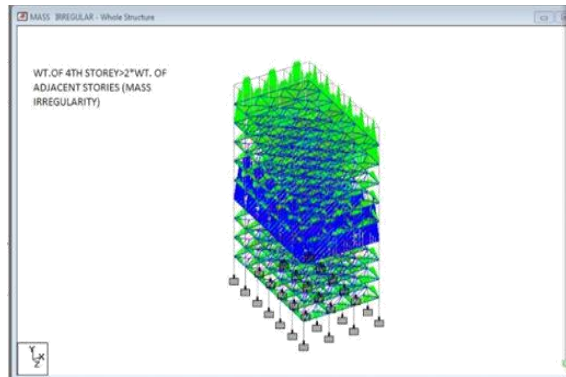 MASS IRREGULAR - Whole Structure
WT.OF 4TH STOREY>2*WT. OF
ADJACENT STORIES (MASS
IRREGULARITY)
Y
X
Z